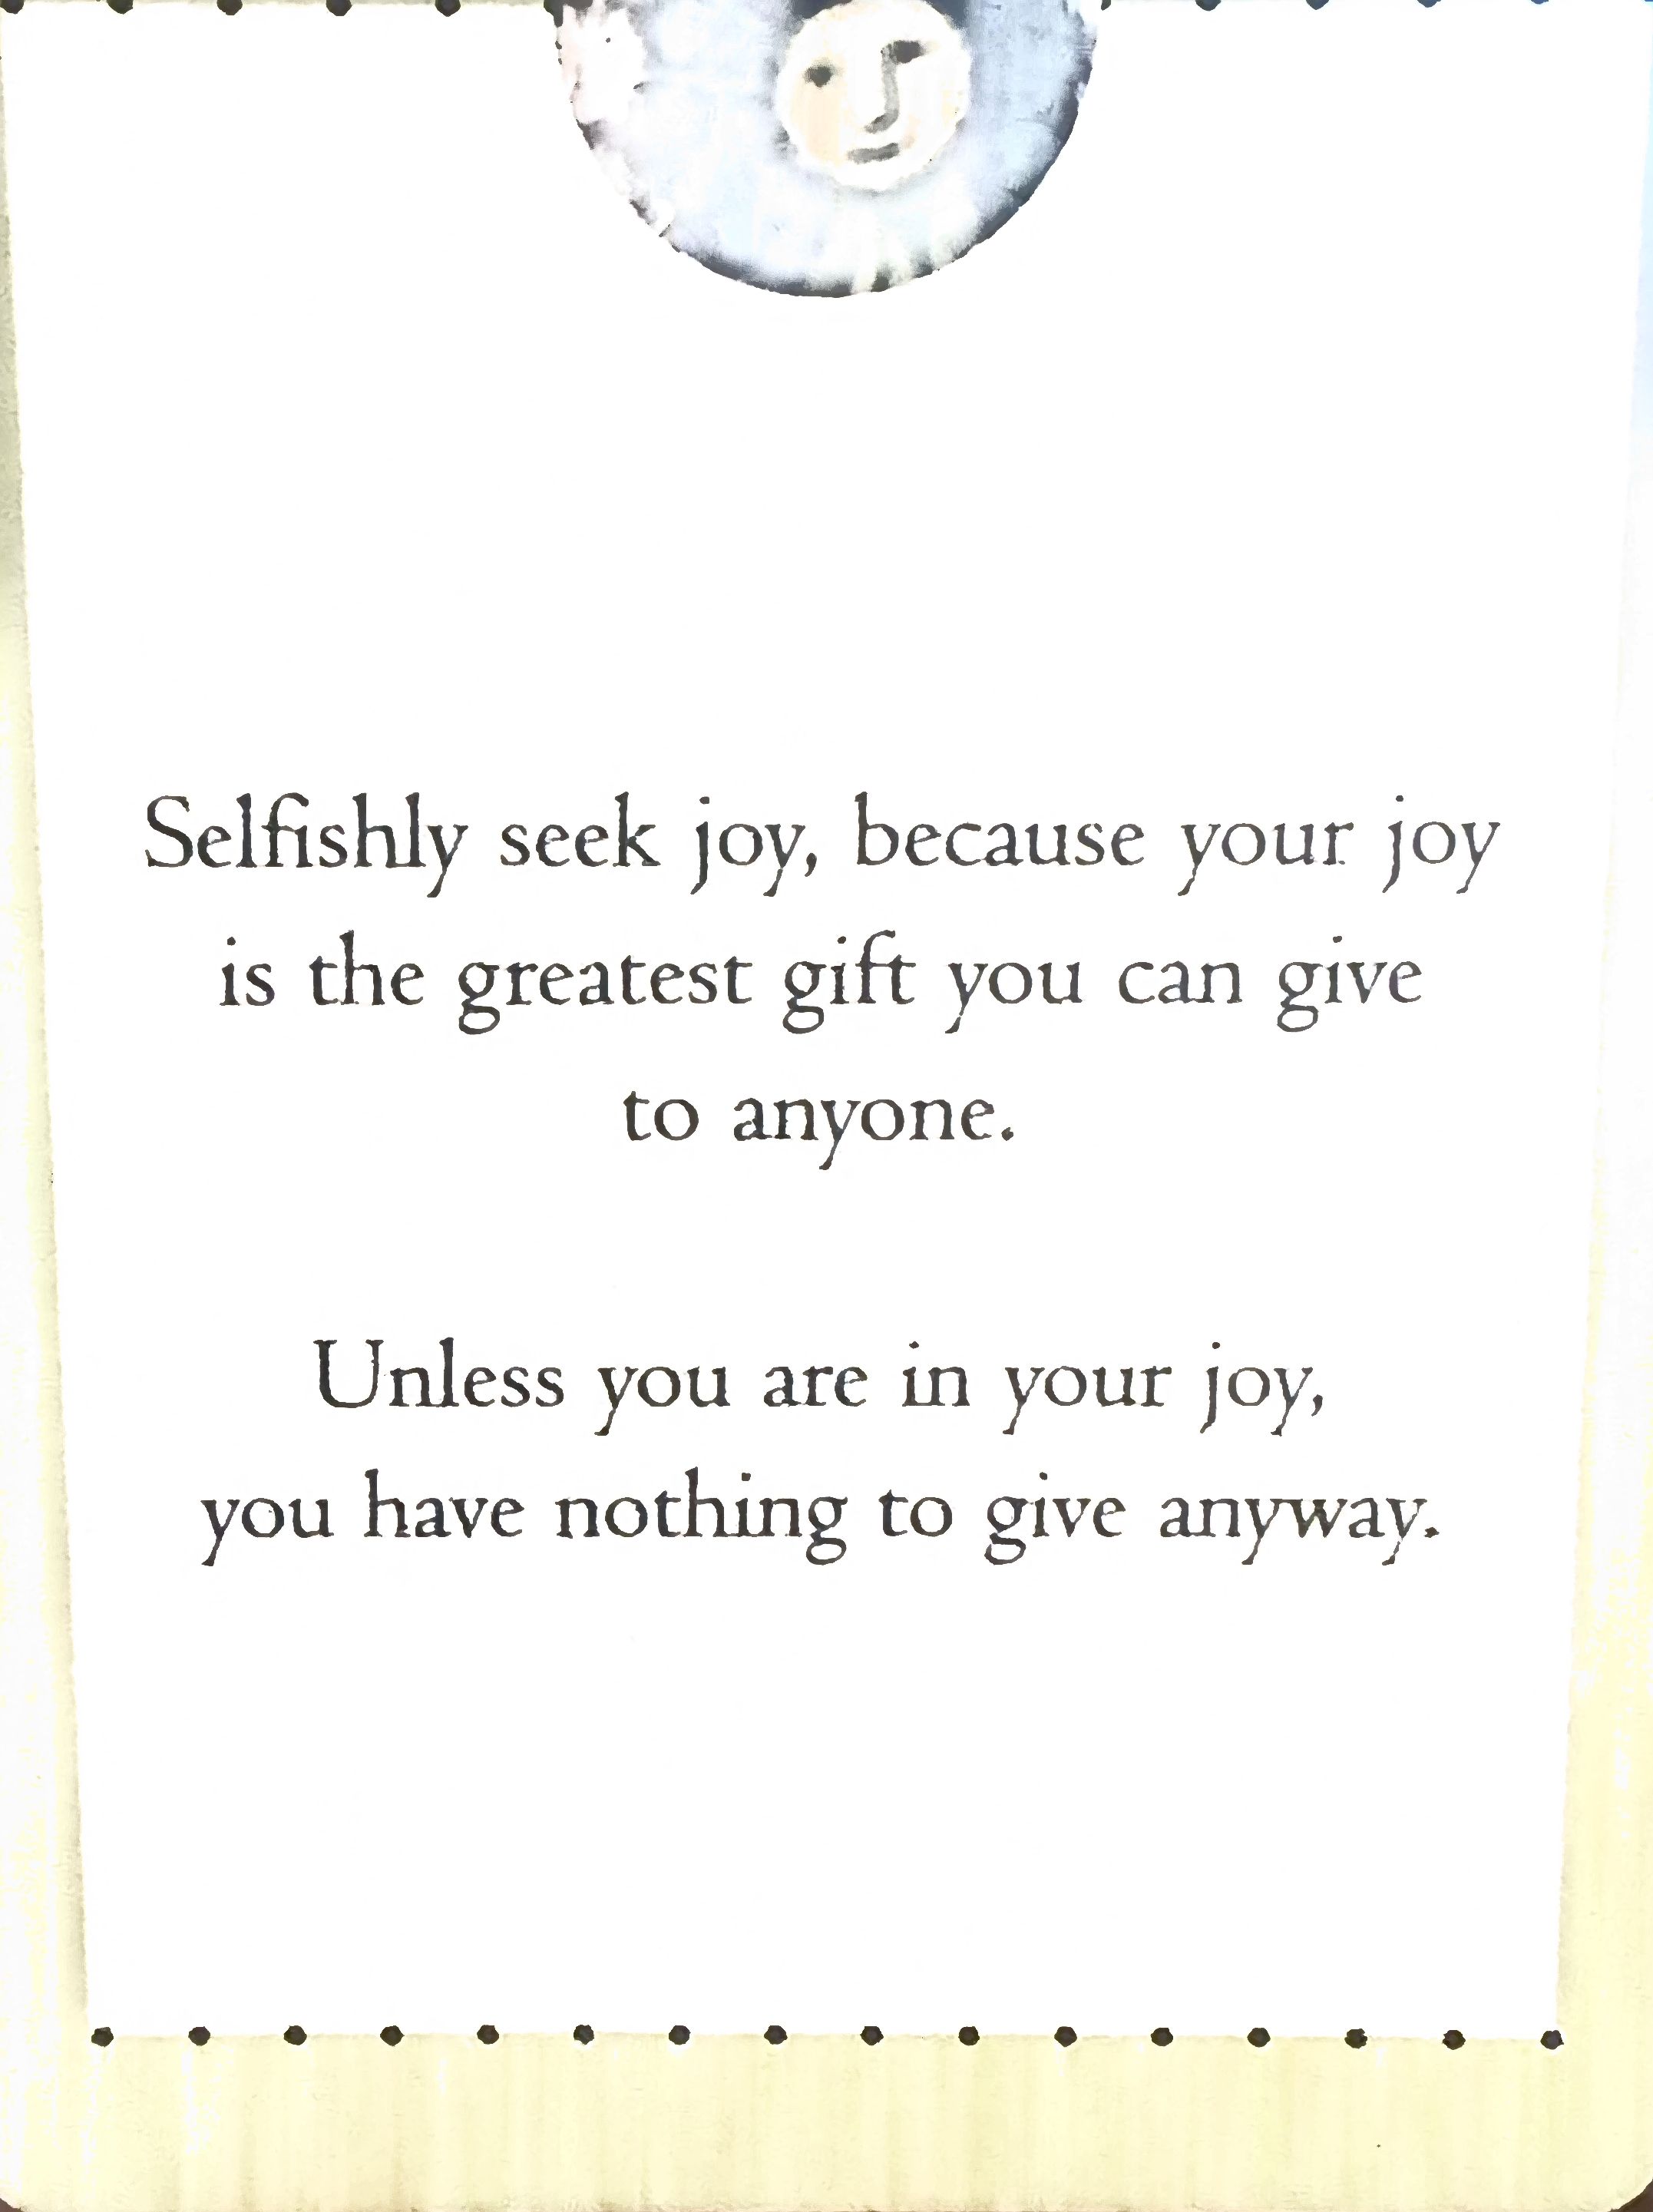 Selfishly seek joy, because your joy
is the greatest gift you can give
to anyone.
Unless you are in your joy,
you have nothing to give anyway.